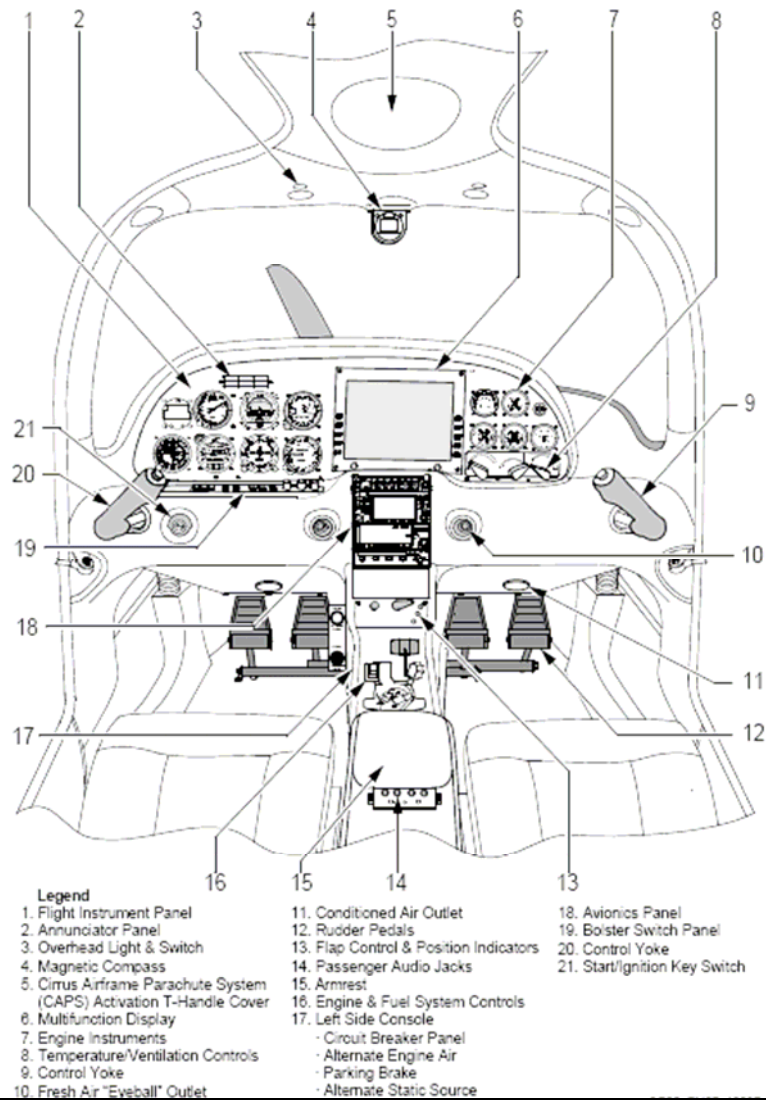 1 2 3 4 5 6 7 8
9
21
20
19
10
18
11
17
12
16 15 14 13
Legend
1. Flight Instrument Panel
2. Annunciator Panel
3. Overhead Light & Switch
4. Magnetic Compass
5. Cirrus Airframe Parachute System
(CAPS) Activation T-Handle Cover
6. Multifunction Display
7. Engine Instruments
8. Temperature/Ventilation Controls
9. Control Yoke
10. Fresh Air "Eyeball" Outlet
11. Conditioned Air Outlet
12. Rudder Pedals
13. Flap Control & Position Indicators
14. Passenger Audio Jacks
15. Armrest
16. Engine & Fuel System Controls
17. Left Side Console
· Circuit Breaker Panel
· Alternate Engine Air
· Parking Brake
· Alternate Static Source
18. Avionics Panel
19. Bolster Switch Panel
20. Control Yoke
21. Start/Ignition Key Switch